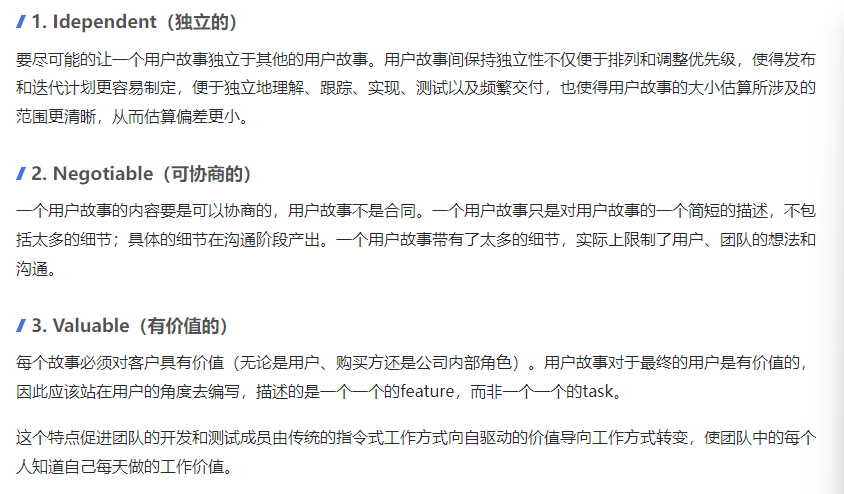 1. Idependent（独立的）
要尽可能的让一个用户故事独立于其他的用户故事。用户故事间保持独立性不仅便于排列和调整优先级，使得发布
和迭代计划更容易制定，便于独立地理解、跟踪、实现、测试以及频繁交付，也使得用户故事的大小估算所涉及的
范围更清晰，从而估算偏差更小。
2. Negotiable（可协商的）
一个用户故事的内容要是可以协商的，用户故事不是合同。一个用户故事只是对用户故事的一个简短的描述，不包
括太多的细节；具体的细节在沟通阶段产出。一个用户故事带有了太多的细节，实际上限制了用户、团队的想法和
沟通。
3. Valuable（有价值的）
每个故事必须对客户具有价值（无论是用户、购买方还是公司内部角色）。用户故事对于最终的用户是有价值的，
因此应该站在用户的角度去编写，描述的是一个一个的feature，而非一个一个的task。
这个特点促进团队的开发和测试成员由传统的指令式工作方式向自驱动的价值导向工作方式转变，使团队中的每个
人知道自己每天做的工作价值。